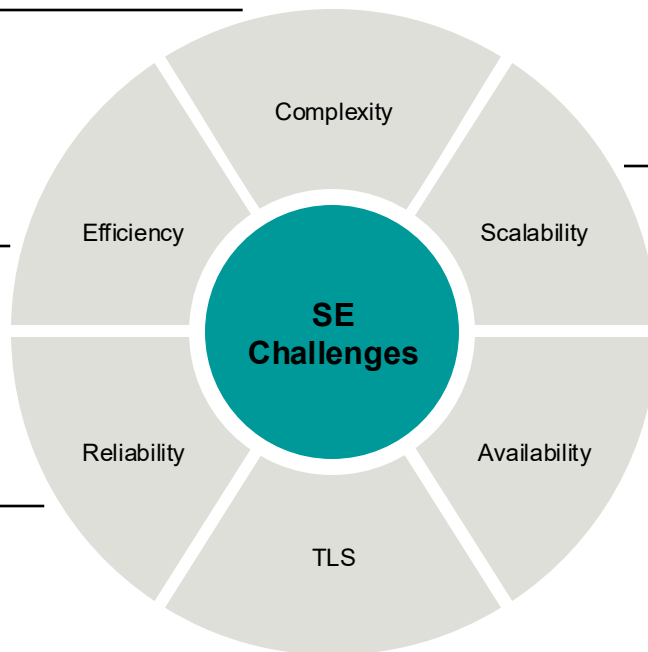 Complexity
Efficiency
Scalability
SE
Challenges
Reliability
Availability
TLS